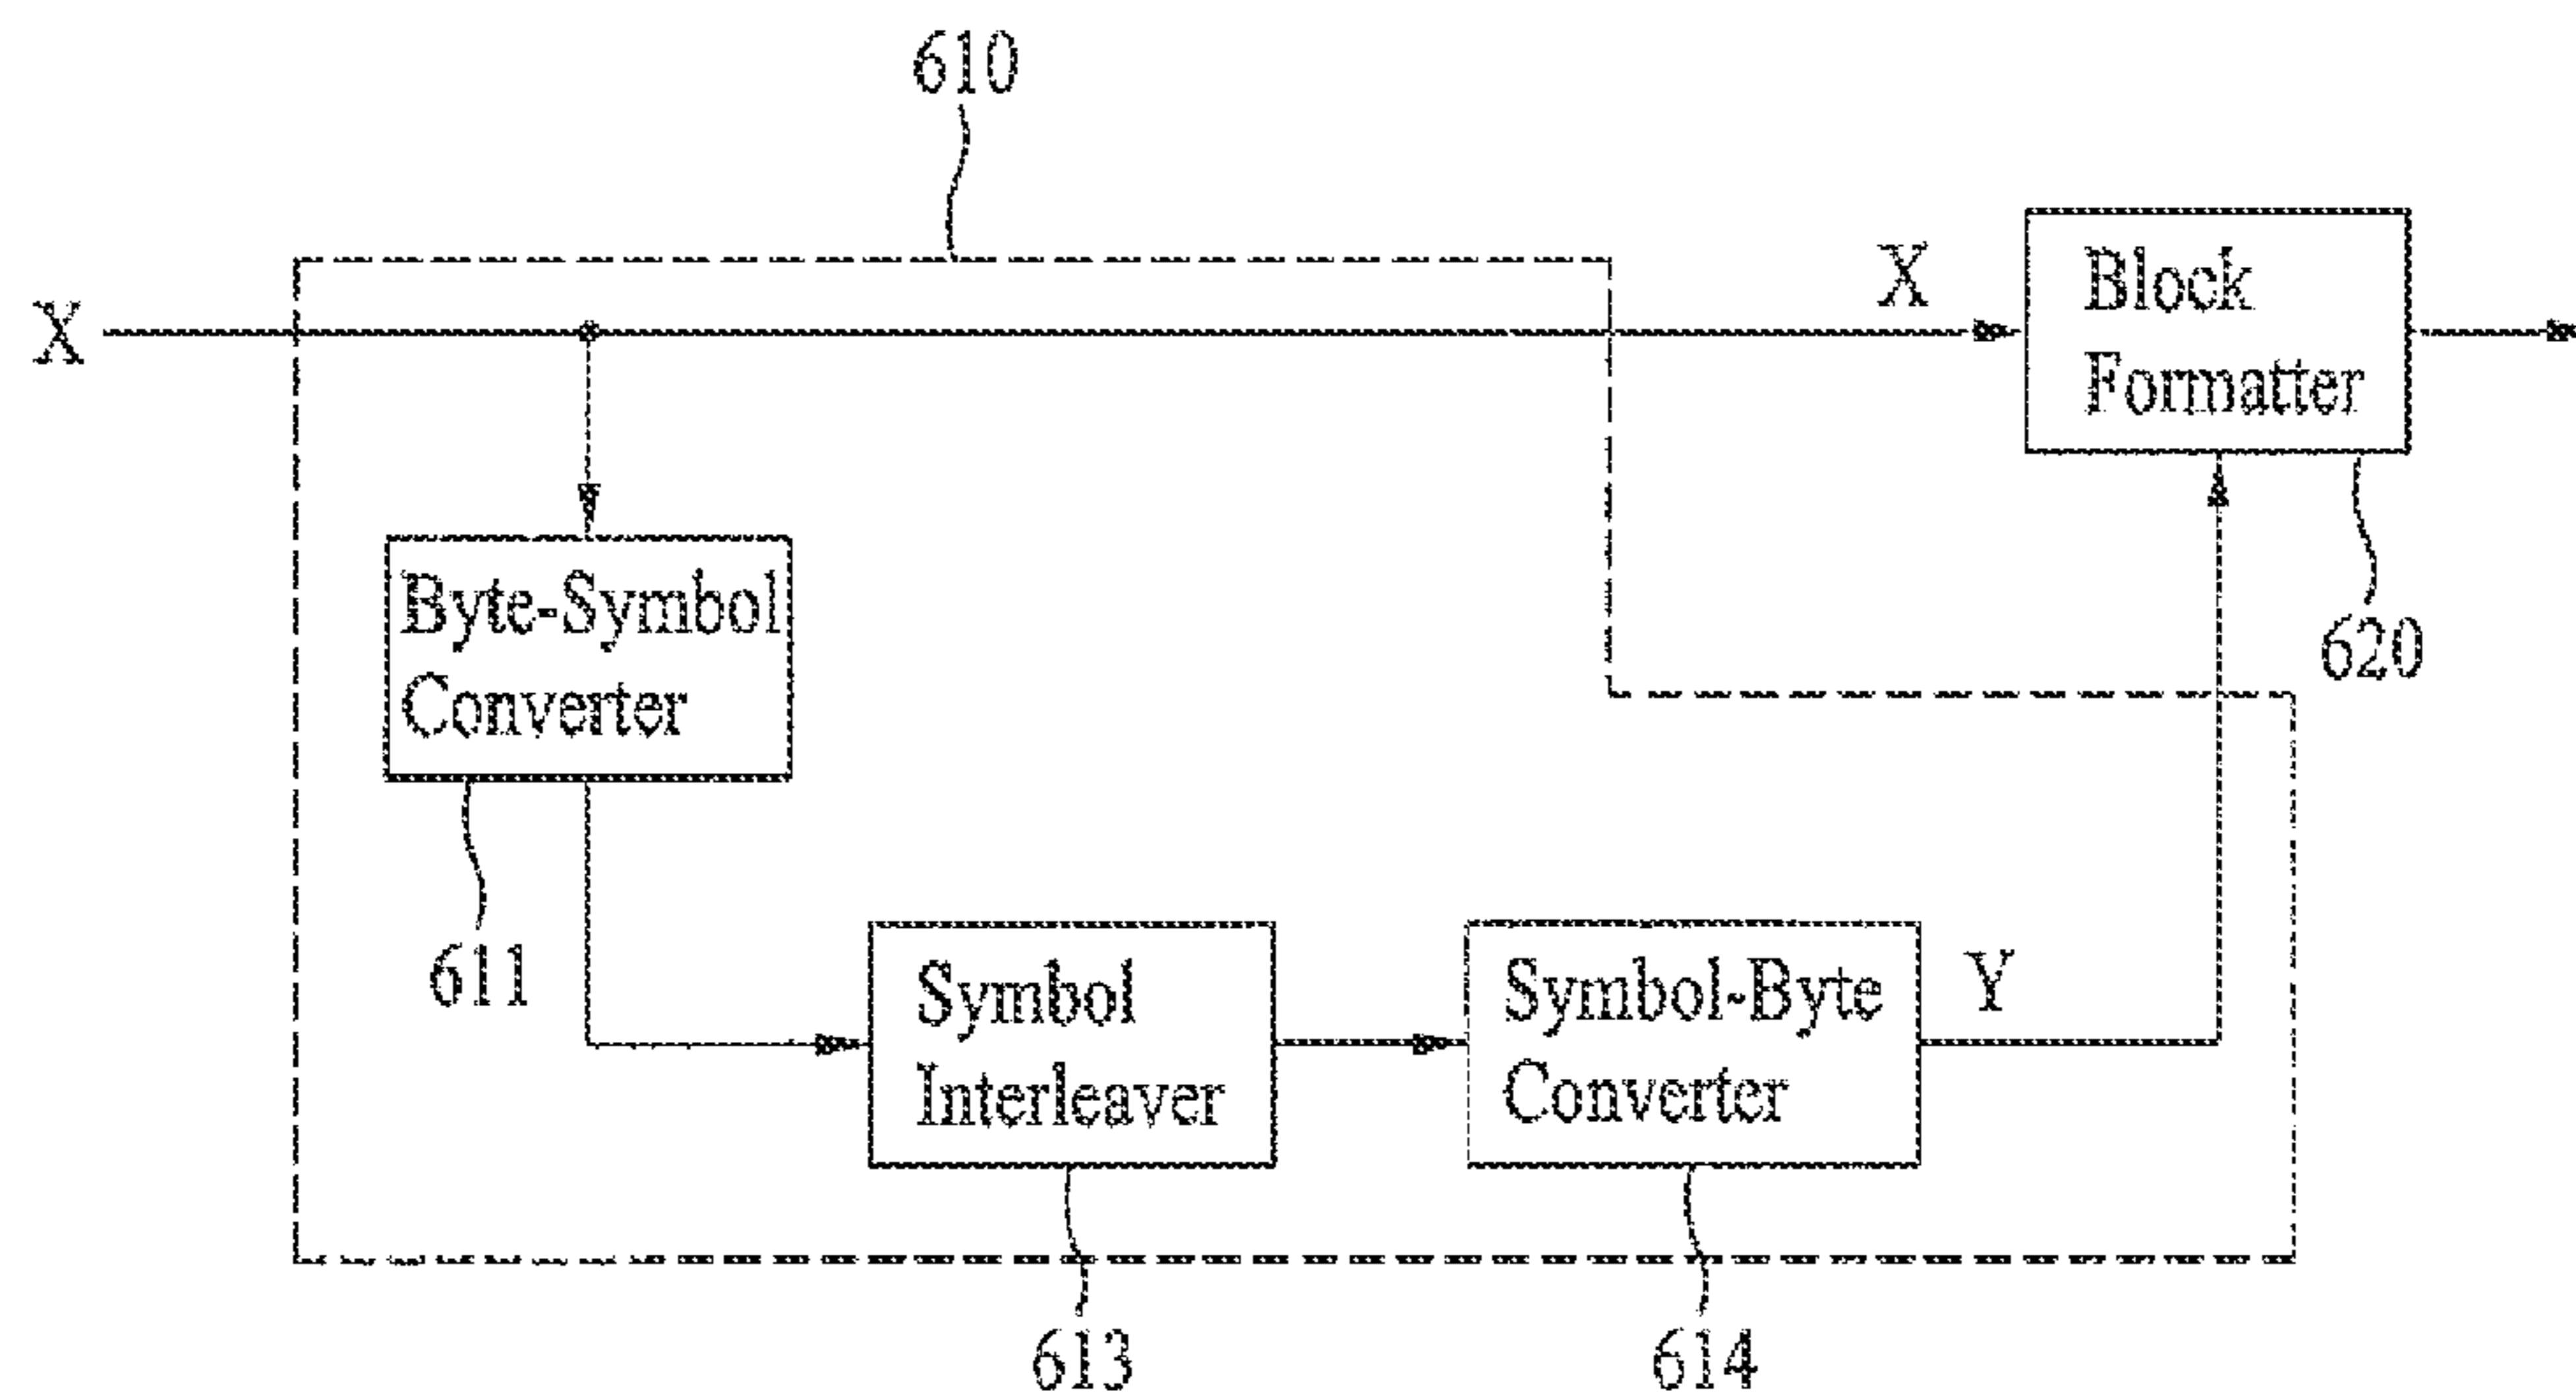 610
X
X
Block
Formatter
Byte-Symbol
Converter
620
611
Symbol
Interleaver
Symbol-Byte
Converter
Y
613
614